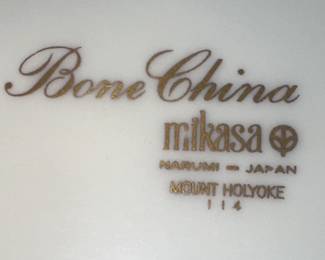 Bone China
mikasa
NARUMI - JAPAN
MOUNT HOLYOKE
114